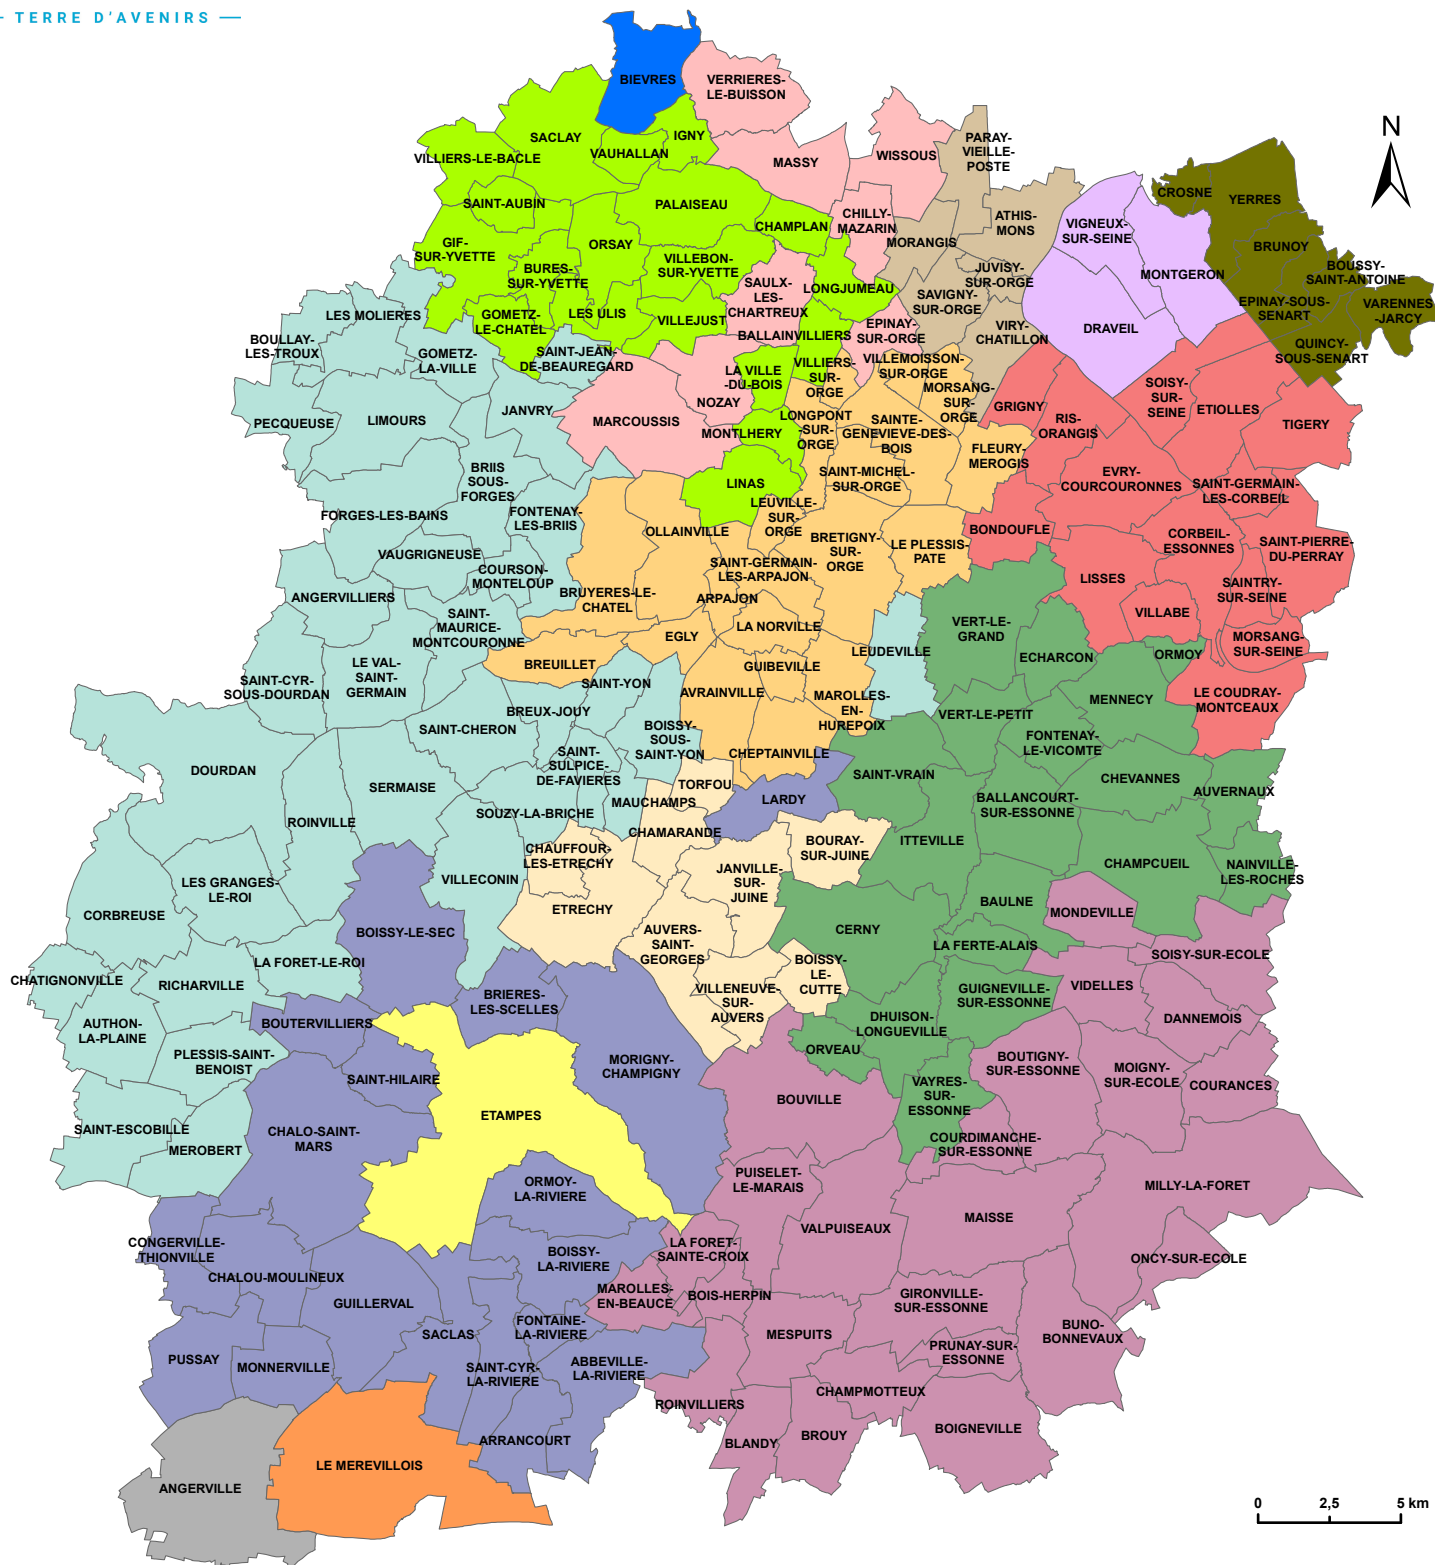 TERRE D'AVENIRS
BIEVRES
VERRIERES-
LE-BUISSON
N
SACLAY
IGNY
VAUHALLAN
VILLIERS-LE-BACLE
MASSY
WISSOUS
PARAY-
VIEILLE-
POSTE
CROSNE
YERRES
SAINT-AUBIN
PALAISEAU
CHAMPLAN
CHILLY-
MAZARIN
ATHIS-
MONS
VIGNEUX-
SUR-SEINE
MORANGIS
BRUNOY
GIF-
SUR-YVETTE
ORSAY
VILLEBON-
SUR-YVETTE
BURES-
SUR-YVETTE
JUVISY-
SUR-ORGE
MONTGERON
BOUSSY-
SAINT-ANTOINE
LONGJUMEAU
SAULX-
LES-
CHARTREUX
SAVIGNY-
SUR-ORGE
EPINAY-SOUS-
SENART
VARENNES
-JARCY
LES MOLIERES
GOMETZ-
LE-CHATEL
LES ULIS
VILLEJUST
BALLAINVILLIERS
EPINAY-
SUR-ORGE
VIRY-
CHATILLON
DRAVEIL
QUINCY-
SOUS-SENART
BOULLAY-
LES-TROUX
GOMETZ-
LA-VILLE
SAINT-JEAN-
DE-BEAUREGARD
LA VILLE
-DU-BOIS
VILLIERS-
SUR-
ORGE
VILLEMOISSON-
SUR-ORGE
MORSANG-
SUR-
ORGE
SOISY-
SUR-
SEINE
NOZAY
GRIGNY
ETIOLLES
TIGERY
PECQUEUSE
LIMOURS
JANVRY
MARCOUSSIS
MONTLHERY
LONGPONT
-SUR-
ORGE
SAINTE-
GENEVIEVE-DES-
BOIS
RIS-
ORANGIS
FLEURY-
MEROGIS
BRIIS
SOUS-
FORGES
LINAS
SAINT-MICHEL-
SUR-ORGE
EVRY-
COURCOURONNES
SAINT-GERMAIN-
LES-CORBEIL
FORGES-LES-BAINS
FONTENAY-
LES-BRIIS
OLLAINVILLE
LEUVILLE-
SUR-
ORGE
BRETIGNY-
SUR-
ORGE
LE PLESSIS-
PATE
BONDOUFLE
CORBEIL-
ESSONNES
SAINT-PIERRE-
DU-PERRAY
VAUGRIGNEUSE
COURSON-
MONTELOUP
SAINT-GERMAIN-
LES-ARPAJON
LISSES
SAINTRY-
SUR-SEINE
ANGERVILLIERS
BRUYERES-LE-
CHATEL
ARPAJON
VILLABE
SAINT-
MAURICE-
MONTCOURONNE
EGLY
LA NORVILLE
VERT-LE-
GRAND
MORSANG-
SUR-SEINE
LEUDEVILLE
ECHARCON
ORMOY
BREUILLET
GUIBEVILLE
LE VAL-
SAINT-
GERMAIN
SAINT-CYR-
SOUS-DOURDAN
SAINT-YON
AVRAINVILLE
MAROLLES-
EN-
HUREPOIX
MENNECY
LE COUDRAY-
MONTCEAUX
BREUX-JOUY
VERT-LE-PETIT
SAINT-CHERON
BOISSY-
SOUS-
SAINT-YON
FONTENAY-
LE-VICOMTE
CHEPTAINVILLE
SAINT-
SULPICE-
DE-FAVIERES
DOURDAN
SERMAISE
TORFOU
SAINT-VRAIN
CHEVANNES
AUVERNAUX
MAUCHAMPS
LARDY
BALLANCOURT-
SUR-ESSONNE
SOUZY-LA-BRICHE
ROINVILLE
CHAMARANDE
BOURAY-
SUR-JUINE
ITTEVILLE
CHAUFFOUR-
LES-ETRECHY
CHAMPCUEIL
NAINVILLE-
LES-ROCHES
JANVILLE-
SUR-
JUINE
VILLECONIN
LES GRANGES-
LE-ROI
ETRECHY
BAULNE
MONDEVILLE
CORBREUSE
BOISSY-LE-SEC
AUVERS-
SAINT-
GEORGES
CERNY
LA FERTE-ALAIS
SOISY-SUR-ECOLE
LA FORET-LE-ROI
BOISSY-
LE-
CUTTE
CHATIGNONVILLE
RICHARVILLE
BRIERES-
LES-SCELLES
VILLENEUVE-
SUR-
AUVERS
GUIGNEVILLE-
SUR-ESSONNE
VIDELLES
BOUTERVILLIERS
AUTHON-
LA-PLAINE
DHUISON-
LONGUEVILLE
DANNEMOIS
ORVEAU
PLESSIS-SAINT-
BENOIST
MORIGNY-
CHAMPIGNY
BOUTIGNY-
SUR-ESSONNE
MOIGNY-
SUR-ECOLE
SAINT-HILAIRE
COURANCES
BOUVILLE
VAYRES-
SUR-
ESSONNE
ETAMPES
SAINT-ESCOBILLE
CHALO-SAINT-
MARS
MEROBERT
COURDIMANCHE-
SUR-ESSONNE
PUISELET-
LE-MARAIS
ORMOY-
LA-RIVIERE
MILLY-LA-FORET
MAISSE
VALPUISEAUX
CONGERVILLE-
THIONVILLE
LA FORET-
SAINTE-CROIX
BOISSY-
LA-RIVIERE
ONCY-SUR-ECOLE
CHALOU-MOULINEUX
MAROLLES-
EN-BEAUCE
BOIS-HERPIN
GIRONVILLE-
SUR-ESSONNE
GUILLERVAL
FONTAINE-
LA-RIVIERE
SACLAS
MESPUITS
BUNO-
BONNEVAUX
PRUNAY-SUR-
ESSONNE
PUSSAY
MONNERVILLE
SAINT-CYR-
LA-RIVIERE
ABBEVILLE-
LA-RIVIERE
CHAMPMOTTEUX
ROINVILLIERS
BOIGNEVILLE
BROUY
BLANDY
ARRANCOURT
LE MEREVILLOIS
ANGERVILLE
0 2,5 5 km